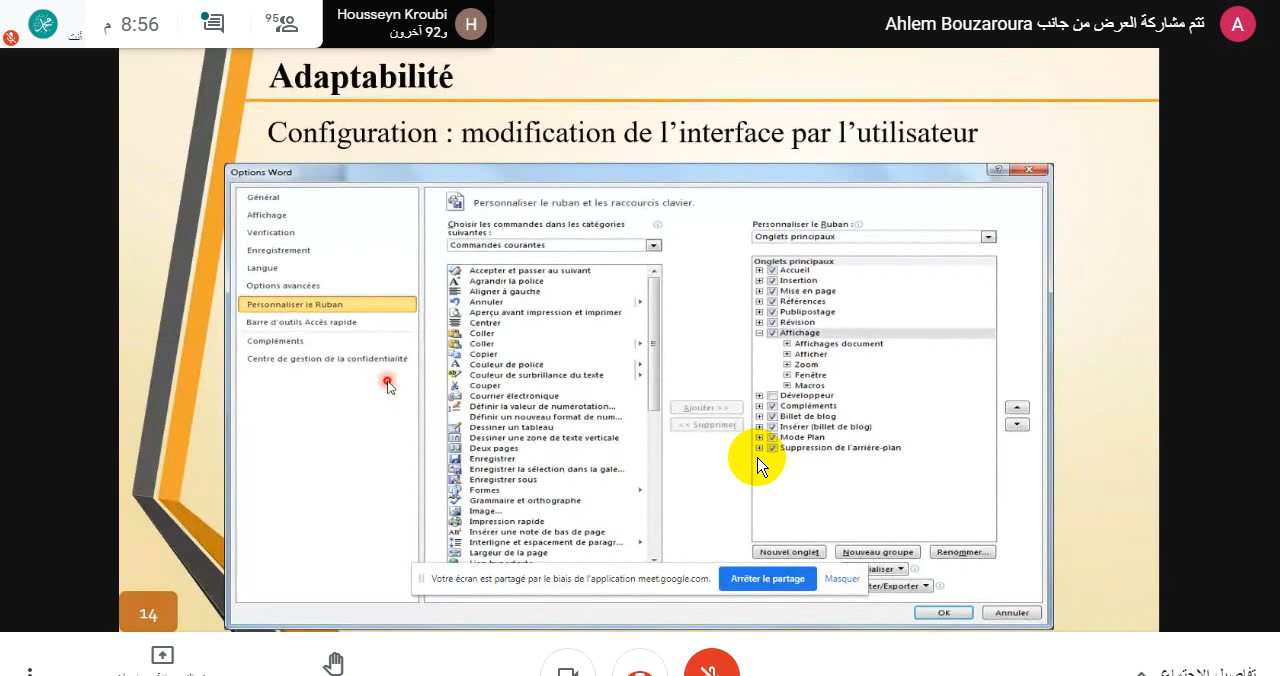 Housseyn Kroubi
و92 آخرون
H
95
8:56 م
أنت
تتم مشاركة العرض من جانب Ahlem Bouzaroura
A
Adaptabilité
Configuration : modification de l’interface par l’utilisateur
Options Word
Général
Affichage
Vérification
Enregistrement
Langue
Options avancées
Personnaliser le Ruban
Barre d’outils Accès rapide
Compléments
Centre de gestion de la confidentialité
Personnaliser le ruban et les raccourcis clavier.
Choisir les commandes dans les catégories
suivantes :
Commandes courantes
Accepter et passer au suivant
Agrandir la police
Aligner à gauche
Annuler
Aperçu avant impression et imprimer
Centrer
Coller
Coller
Copier
Couleur de police
Couleur de surbrillance du texte
Couper
Courrier électronique
Définir la valeur de numérotation...
Définir un nouveau format de num...
Dessiner un tableau
Dessiner une zone de texte verticale
Deux pages
Enregistrer
Enregistrer la sélection dans la gale...
Enregistrer sous
Formes
Grammaire et orthographe
Image...
Impression rapide
Insérer une note de bas de page
Interligne et espacement de paragr...
Largeur de la page
Ajouter >>
<< Supprimer
Personnaliser le Ruban :
Onglets principaux
Onglets principaux
Accueil
Insertion
Mise en page
Références
Publipostage
Révision
Affichage
Affichages document
Afficher
Zoom
Fenêtre
Macros
Développeur
Compléments
Billet de blog
Insérer (billet de blog)
Mode Plan
Suppression de l’arrière-plan
Nouvel onglet
Nouveau groupe
Renommer...
ialiser
ter/Exporter
Votre écran est partagé par le biais de l’application meet.google.com.
Arrêter le partage
Masquer
OK
Annuler
14
تفاصيل الاجتماع